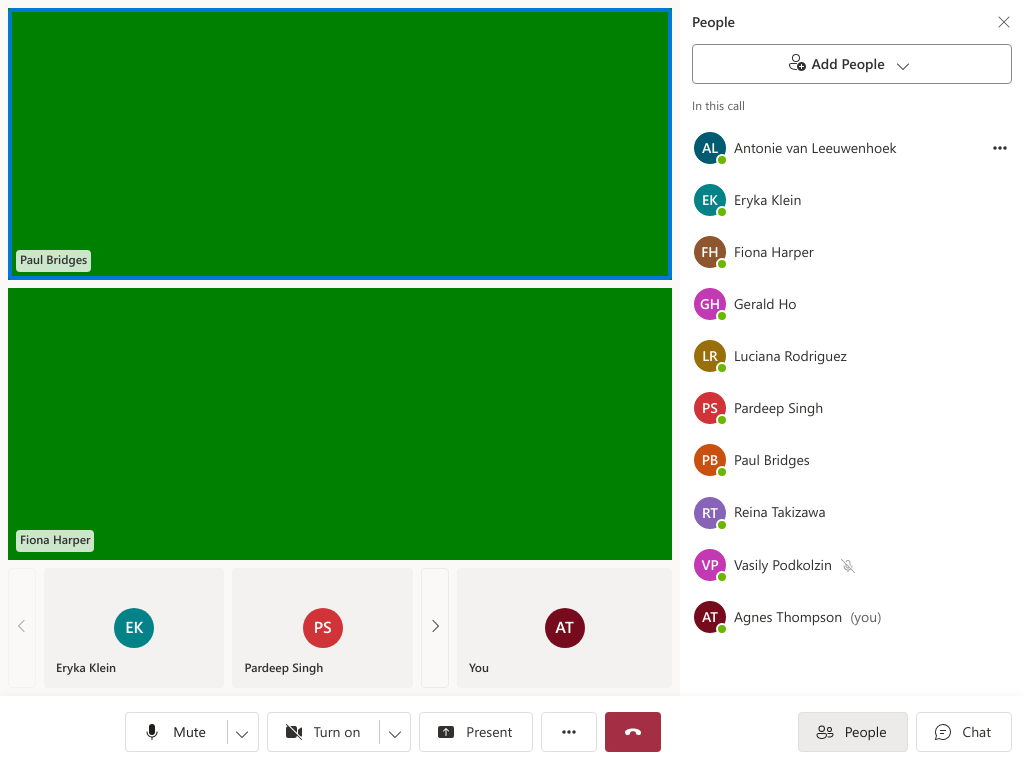 Paul Bridges
Fiona Harper
EK
Eryka Klein
PS
Pardeep Singh
AT
You
Mute
Turn on
Present
People
Add People
In this call
AL Antonie van Leeuwenhoek
EK Eryka Klein
FH Fiona Harper
GH Gerald Ho
LR Luciana Rodriguez
PS Pardeep Singh
PB Paul Bridges
RT Reina Takizawa
VP Vasily Podkolzin
AT Agnes Thompson (you)
People
Chat